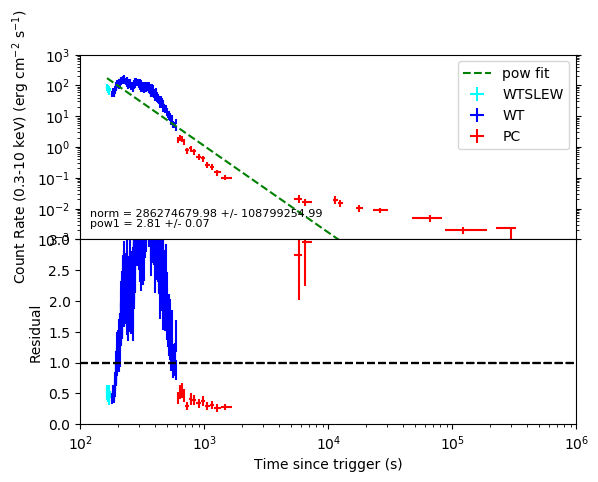 10³
10²
10¹
10⁰
10⁻¹
10⁻²
Count Rate (0.3-10 keV) (erg cm⁻² s⁻¹)
pow fit
WTSLEW
WT
PC
norm = 286274679.98 +/- 108799254.99
pow1 = 2.81 +/- 0.07
3.0
2.5
2.0
1.5
1.0
0.5
0.0
Residual
10² 10³ 10⁴ 10⁵ 10⁶
Time since trigger (s)